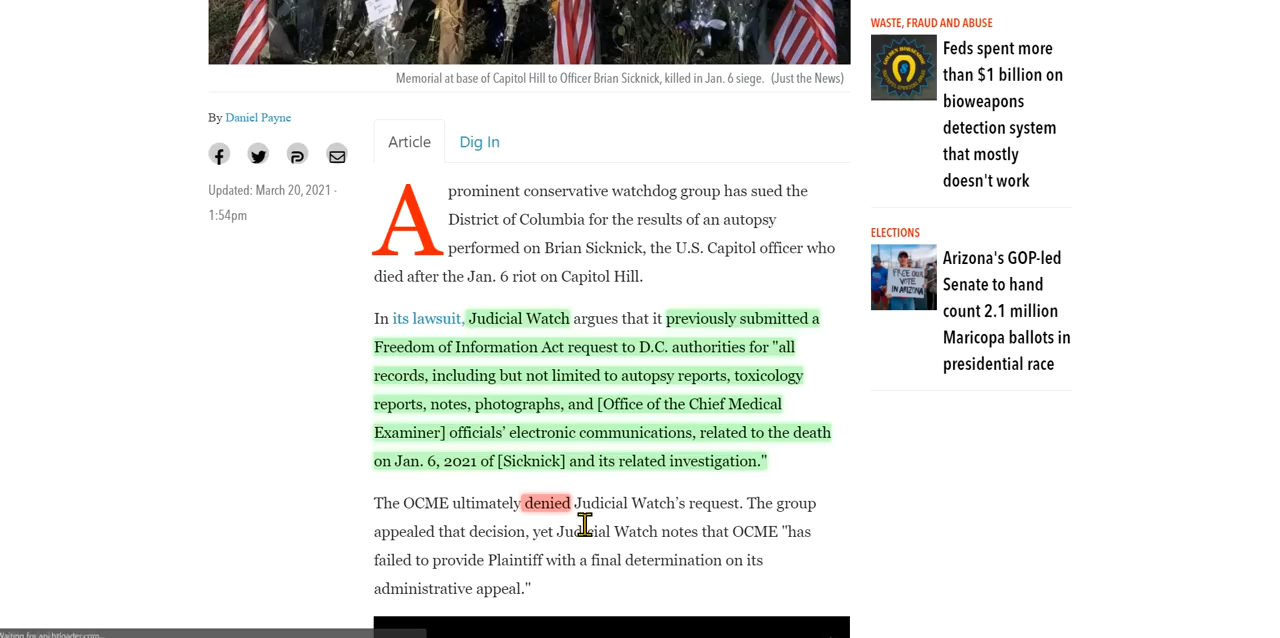 Memorial at base of Capitol Hill to Officer Brian Sicknick, killed in Jan. 6 siege. (Just the News)
By Daniel Payne
Updated: March 20, 2021 -
1:54pm
Article
Dig In
A prominent conservative watchdog group has sued the
District of Columbia for the results of an autopsy
performed on Brian Sicknick, the U.S. Capitol officer who
died after the Jan. 6 riot on Capitol Hill.
In its lawsuit, Judicial Watch argues that it previously submitted a
Freedom of Information Act request to D.C. authorities for "all
records, including but not limited to autopsy reports, toxicology
reports, notes, photographs, and [Office of the Chief Medical
Examiner] officials’ electronic communications, related to the death
on Jan. 6, 2021 of [Sicknick] and its related investigation."
The OCME ultimately denied Judicial Watch’s request. The group
appealed that decision, yet Judicial Watch notes that OCME "has
failed to provide Plaintiff with a final determination on its
administrative appeal."
WASTE, FRAUD AND ABUSE
Feds spent more
than $1 billion on
bioweapons
detection system
that mostly
doesn't work
ELECTIONS
FREE OUR
VOTE
IN ARIZONA
Arizona's GOP-led
Senate to hand
count 2.1 million
Maricopa ballots in
presidential race